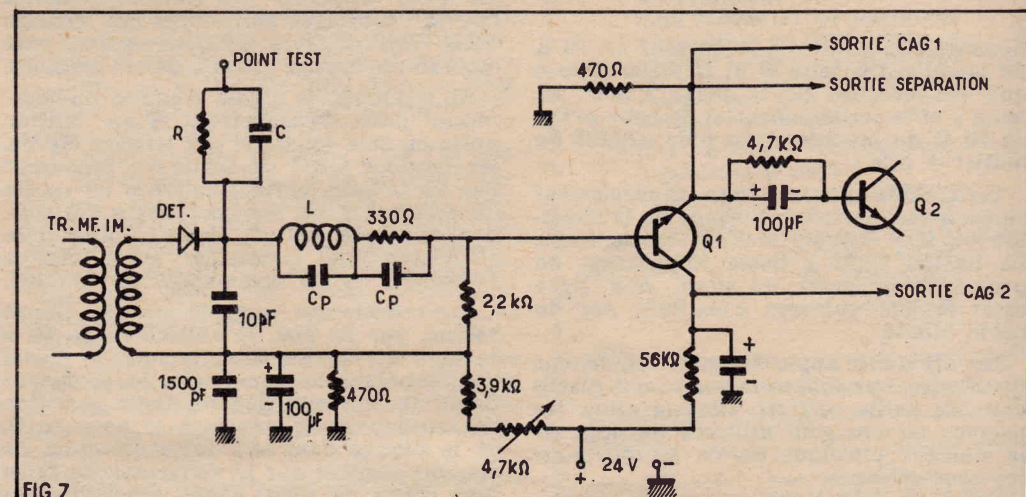 SORTIE CAG 1
470Ω
POINT TEST
SORTIE SEPARATION
R
C
4,7kΩ
L
330Ω
DET.
TR. MF. IM.
+
-
100µF
Q2
Q1
Cp
Cp
10pF
2,2kΩ
SORTIE CAG 2
1500 pF
+
-
100 µF
470Ω
3,9kΩ
56KΩ
+
-
4,7kΩ
+
24V
-
FIG 7